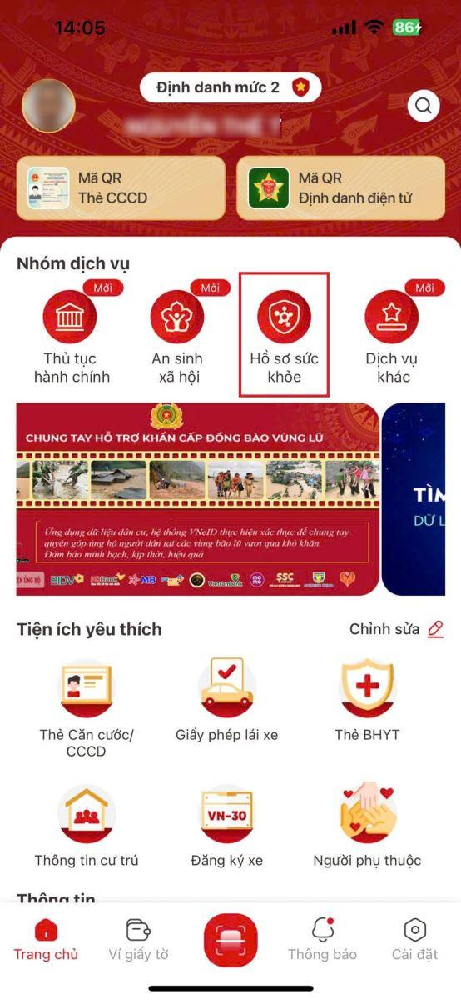 14:05
86
Định danh mức 2
Mã QR
Thẻ CCCD
Mã QR
Định danh điện tử
Nhóm dịch vụ
Mới
Mới
Mới
Thủ tục
hành chính
An sinh
xã hội
Hồ sơ sức
khỏe
Dịch vụ
khác
CHUNG TAY HỖ TRỢ KHẨN CẤP ĐỒNG BÀO VÙNG LŨ
Ứng dụng dữ liệu dân cư, hệ thống VNeID thực hiện xác thực để chung tay
quyên góp ủng hộ người dân tại các vùng bão lũ vượt qua khó khăn.
Đảm bảo minh bạch, kịp thời, hiệu quả
BIDV HDBank MB Vietcombank momo SSC
TÌM
DỮ L
Tiện ích yêu thích
Chỉnh sửa
Thẻ Căn cước/
CCCD
Giấy phép lái xe
Thẻ BHYT
VN-30
Thông tin cư trú
Đăng ký xe
Người phụ thuộc
Thông tin
Trang chủ
Ví giấy tờ
Thông báo
Cài đặt